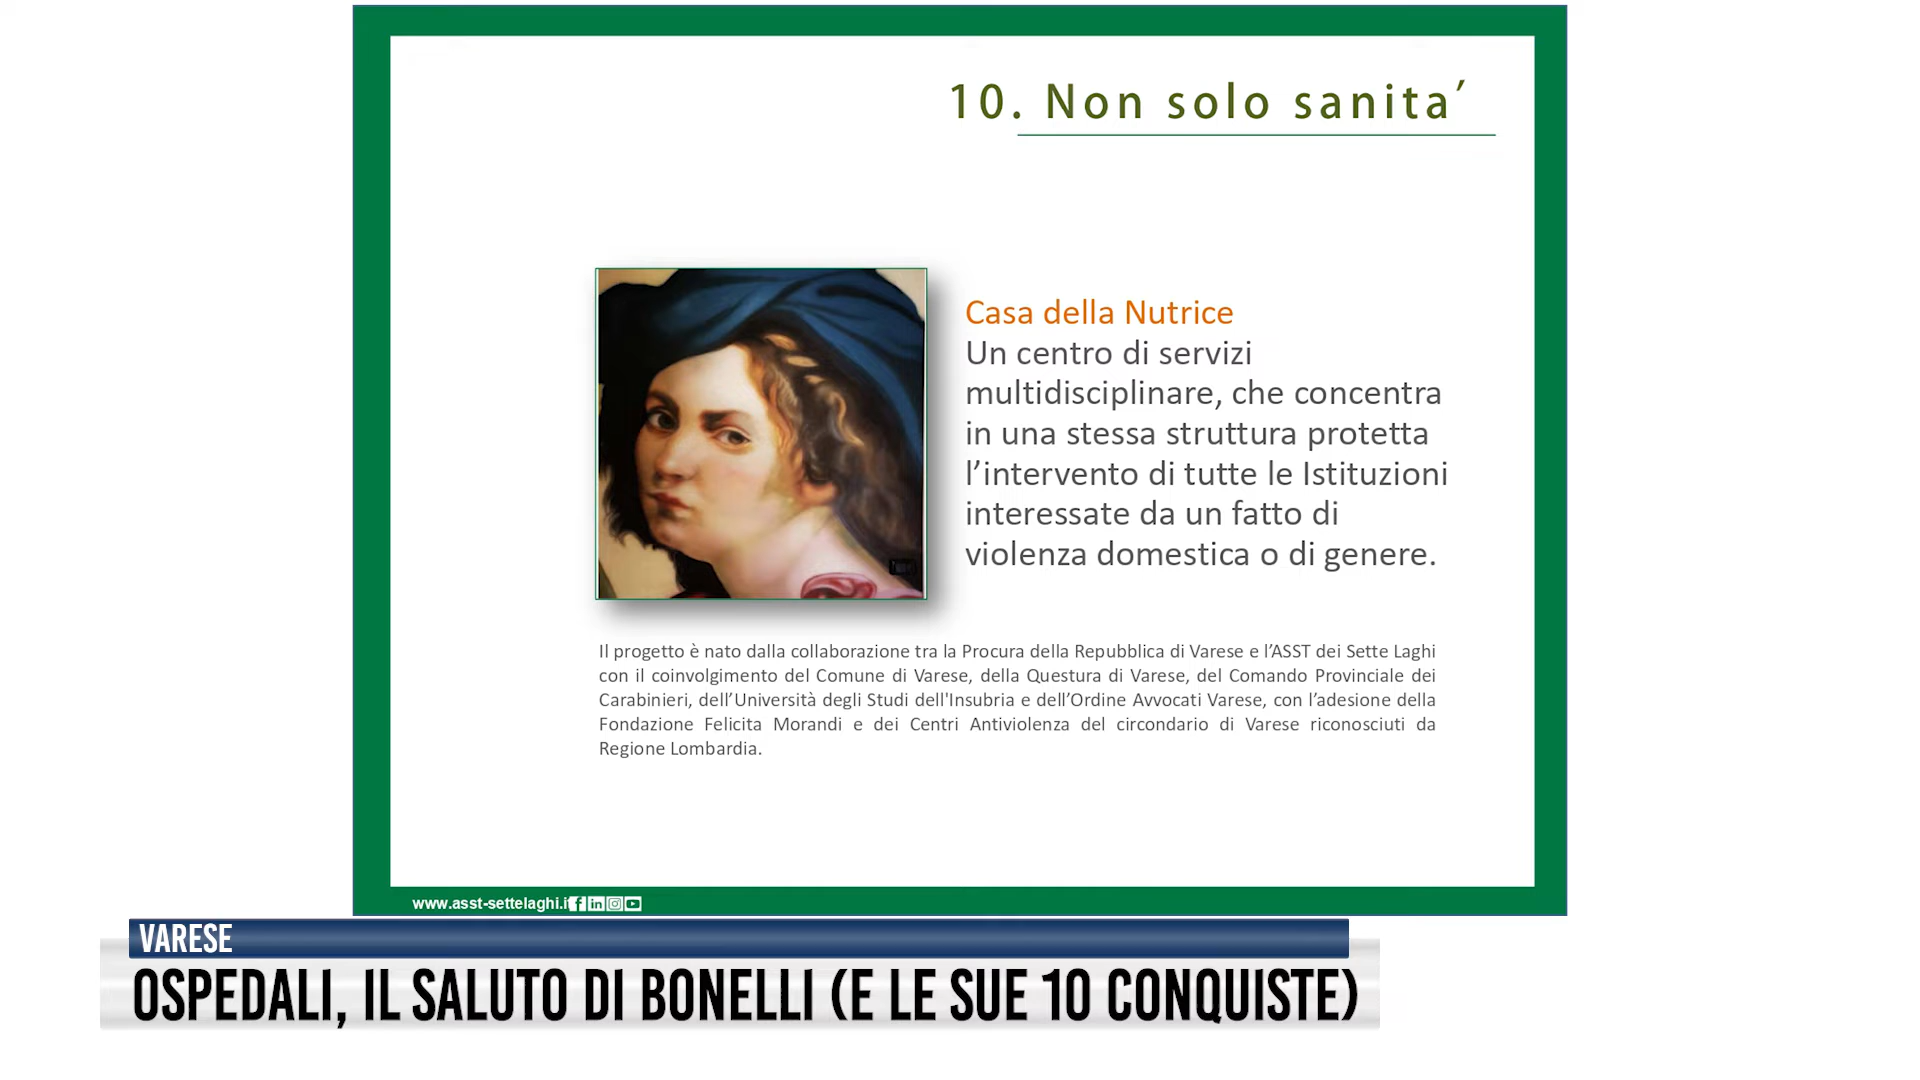 10. Non solo sanita’
Casa della Nutrice
Un centro di servizi
multidisciplinare, che concentra
in una stessa struttura protetta
l’intervento di tutte le Istituzioni
interessate da un fatto di
violenza domestica o di genere.
Il progetto è nato dalla collaborazione tra la Procura della Repubblica di Varese e l’ASST dei Sette Laghi
con il coinvolgimento del Comune di Varese, della Questura di Varese, del Comando Provinciale dei
Carabinieri, dell’Università degli Studi dell'Insubria e dell’Ordine Avvocati Varese, con l’adesione della
Fondazione Felicita Morandi e dei Centri Antiviolenza del circondario di Varese riconosciuti da
Regione Lombardia.
www.asst-settelaghi.it
VARESE
OSPEDALI, IL SALUTO DI BONELLI (E LE SUE 10 CONQUISTE)